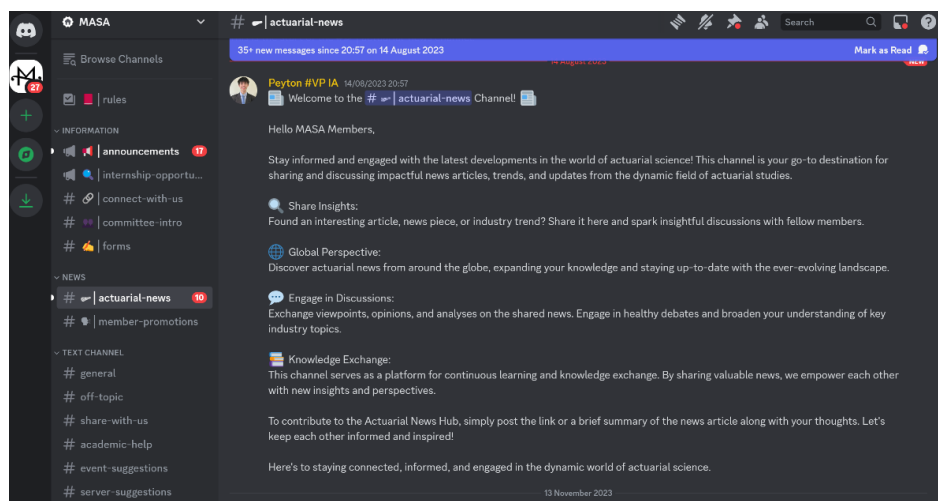 MASA
Browse Channels
| rules
INFORMATION
| announcements 17
| internship-opportu...
| connect-with-us
| committee-intro
| forms
NEWS
| actuarial-news 10
| member-promotions
TEXT CHANNEL
general
off-topic
share-with-us
academic-help
event-suggestions
server-suggestions
27
# | actuarial-news
Search
35+ new messages since 20:57 on 14 August 2023 Mark as Read
14 August 2023 NEW
Peyton #VP IA 14/08/2023 20:57
Welcome to the # | actuarial-news Channel!
Hello MASA Members,
Stay informed and engaged with the latest developments in the world of actuarial science! This channel is your go-to destination for
sharing and discussing impactful news articles, trends, and updates from the dynamic field of actuarial studies.
Share Insights:
Found an interesting article, news piece, or industry trend? Share it here and spark insightful discussions with fellow members.
Global Perspective:
Discover actuarial news from around the globe, expanding your knowledge and staying up-to-date with the ever-evolving landscape.
Engage in Discussions:
Exchange viewpoints, opinions, and analyses on the shared news. Engage in healthy debates and broaden your understanding of key
industry topics.
Knowledge Exchange:
This channel serves as a platform for continuous learning and knowledge exchange. By sharing valuable news, we empower each other
with new insights and perspectives.
To contribute to the Actuarial News Hub, simply post the link or a brief summary of the news article along with your thoughts. Let's
keep each other informed and inspired!
Here's to staying connected, informed, and engaged in the dynamic world of actuarial science.
13 November 2023